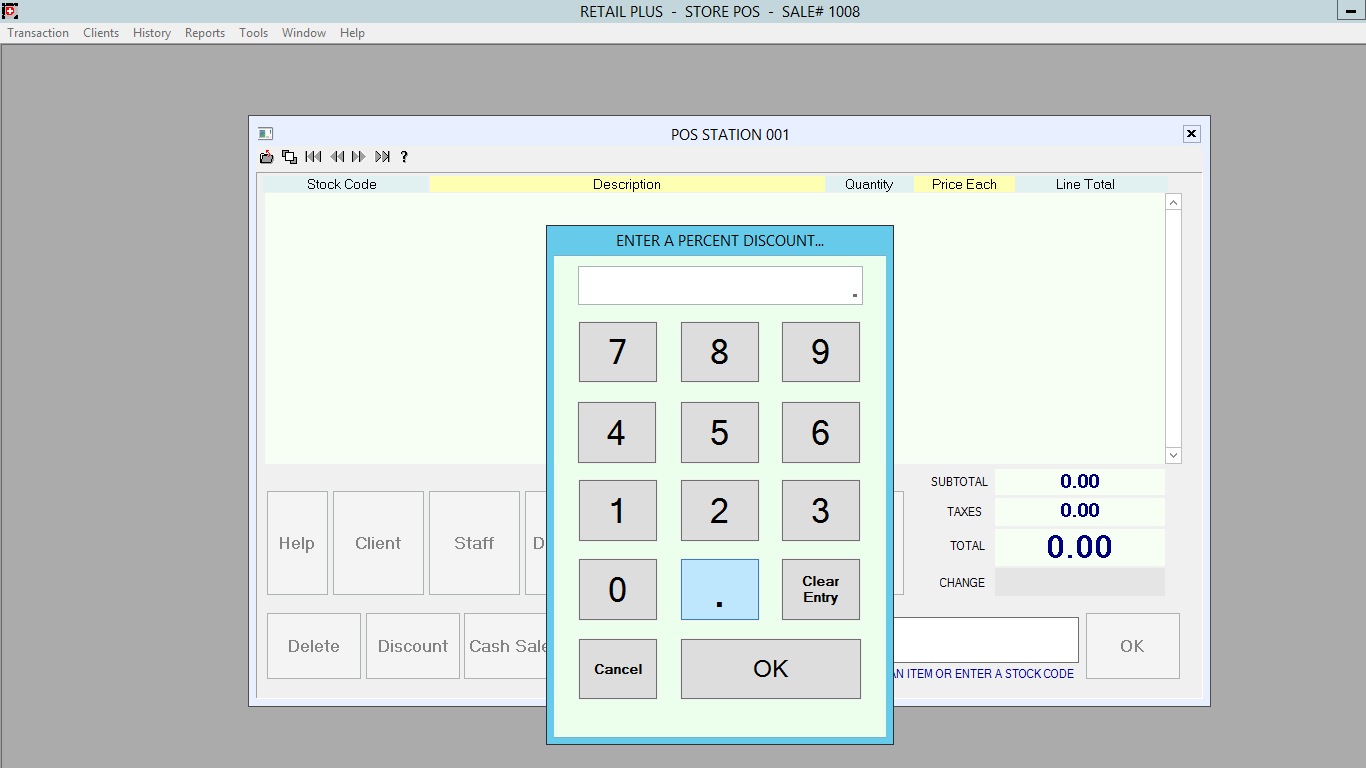 RETAIL PLUS - STORE POS - SALE# 1008
Transaction Clients History Reports Tools Window Help
POS STATION 001
?
Stock Code Description Quantity Price Each Line Total
ENTER A PERCENT DISCOUNT...
.
7 8 9
4 5 6
1 2 3
0 . Clear Entry
Cancel OK
SUBTOTAL 0.00
TAXES 0.00
TOTAL 0.00
CHANGE
Help Client Staff D
Delete Discount Cash Sale
OK
AN ITEM OR ENTER A STOCK CODE